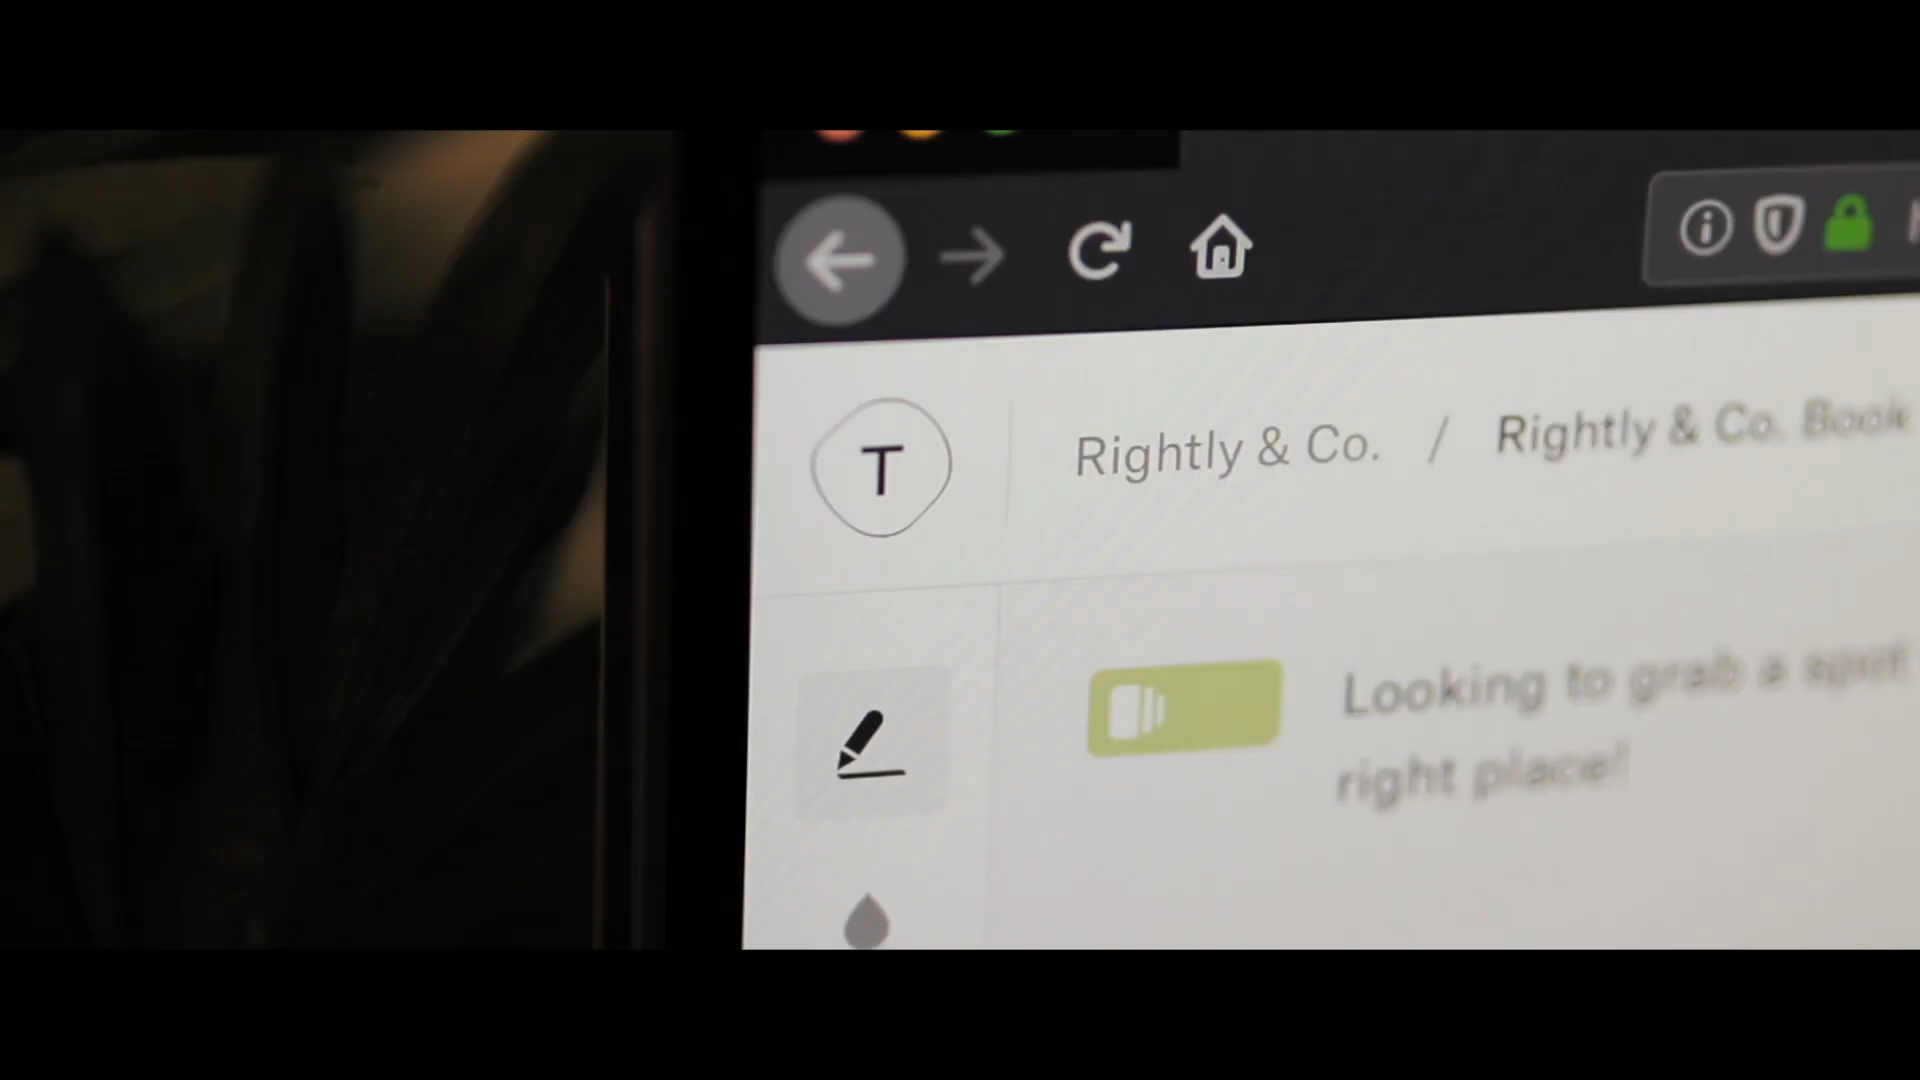 T
Rightly & Co. / Rightly & Co. Book
Looking to grab a spot
right place!